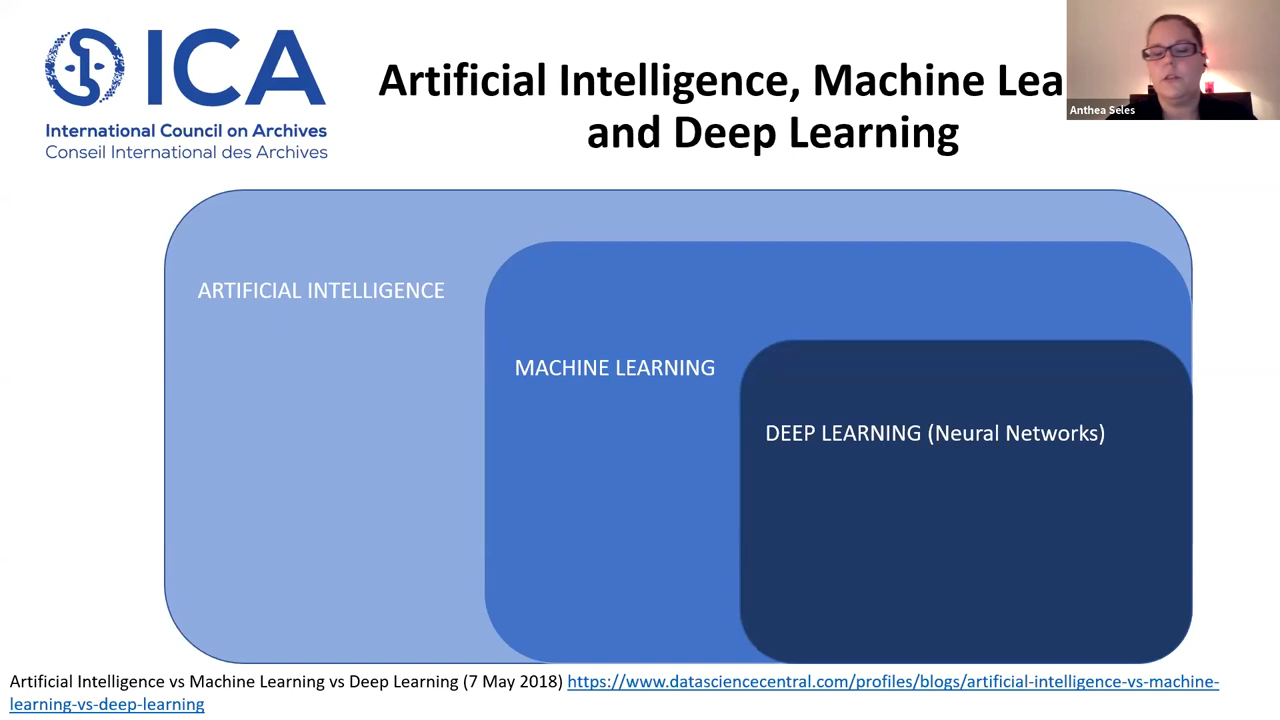 ICA
International Council on Archives
Conseil International des Archives
Artificial Intelligence, Machine Lea
and Deep Learning
Anthea Seles
ARTIFICIAL INTELLIGENCE
MACHINE LEARNING
DEEP LEARNING (Neural Networks)
Artificial Intelligence vs Machine Learning vs Deep Learning (7 May 2018) https://www.datasciencecentral.com/profiles/blogs/artificial-intelligence-vs-machine-
learning-vs-deep-learning